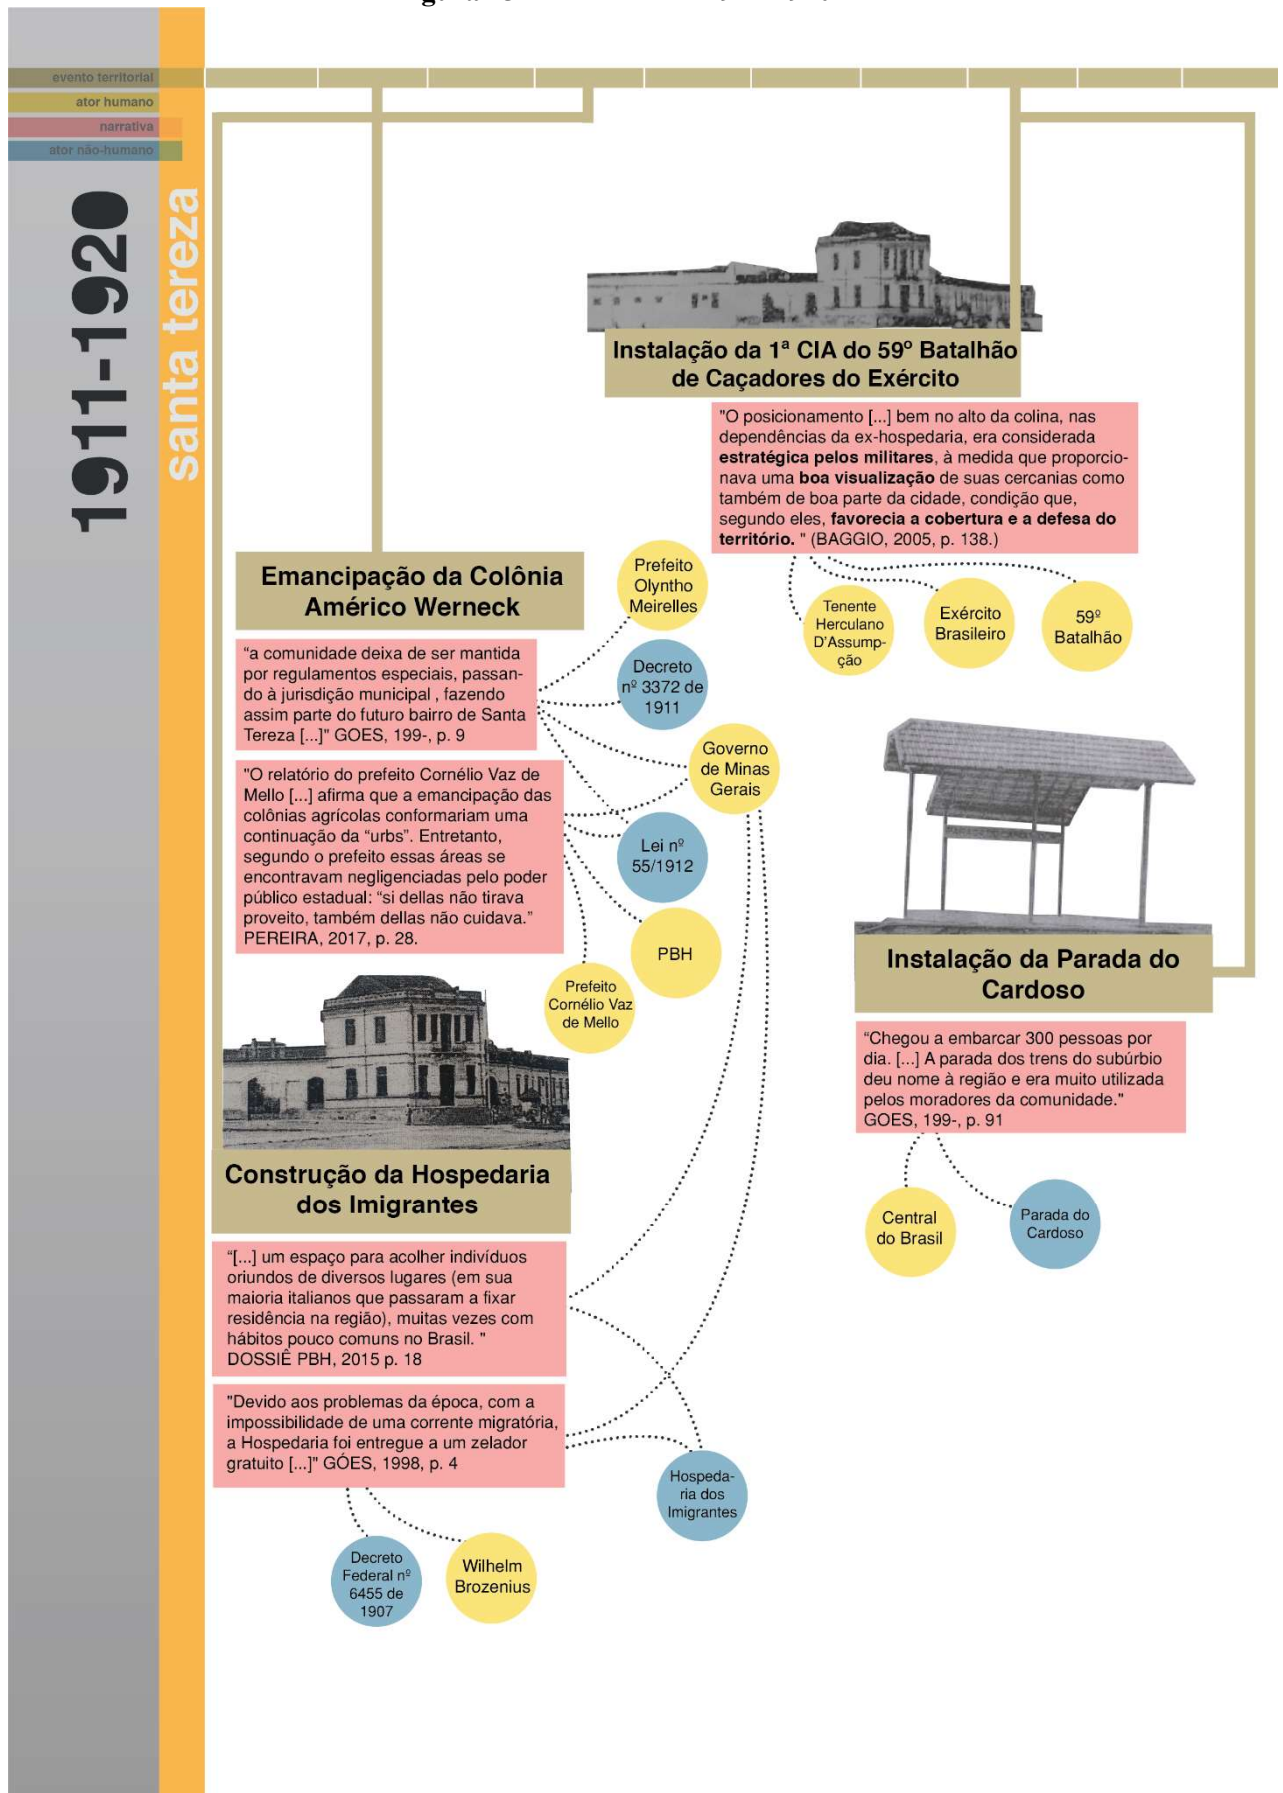 evento territorial
ator humano
narrativa
ator não-humano
1911-1920
santa tereza
Instalação da 1ª CIA do 59º Batalhão
de Caçadores do Exército
"O posicionamento [...] bem no alto da colina, nas
dependências da ex-hospedaria, era considerada
estratégica pelos militares, à medida que proporcio-
nava uma boa visualização de suas cercanias como
também de boa parte da cidade, condição que,
segundo eles, favorecia a cobertura e a defesa do
território. " (BAGGIO, 2005, p. 138.)
Tenente
Herculano
D'Assump-
ção
Exército
Brasileiro
59º
Batalhão
Emancipação da Colônia
Américo Werneck
"a comunidade deixa de ser mantida
por regulamentos especiais, passan-
do à jurisdição municipal , fazendo
assim parte do futuro bairro de Santa
Tereza [...]" GOES, 199-, p. 9
"O relatório do prefeito Cornélio Vaz de
Mello [...] afirma que a emancipação das
colônias agrícolas conformariam uma
continuação da "urbs". Entretanto,
segundo o prefeito essas áreas se
encontravam negligenciadas pelo poder
público estadual: "si dellas não tirava
proveito, também dellas não cuidava."
PEREIRA, 2017, p. 28.
Prefeito
Olyntho
Meirelles
Decreto
nº 3372 de
1911
Governo
de Minas
Gerais
Lei nº
55/1912
PBH
Prefeito
Cornélio Vaz
de Mello
Instalação da Parada do
Cardoso
"Chegou a embarcar 300 pessoas por
dia. [...] A parada dos trens do subúrbio
deu nome à região e era muito utilizada
pelos moradores da comunidade."
GOES, 199-, p. 91
Central
do Brasil
Parada do
Cardoso
Construção da Hospedaria
dos Imigrantes
"[...] um espaço para acolher indivíduos
oriundos de diversos lugares (em sua
maioria italianos que passaram a fixar
residência na região), muitas vezes com
hábitos pouco comuns no Brasil. "
DOSSIÊ PBH, 2015 p. 18
"Devido aos problemas da época, com a
impossibilidade de uma corrente migratória,
a Hospedaria foi entregue a um zelador
gratuito [...]" GÓES, 1998, p. 4
Hospeda-
ria dos
Imigrantes
Decreto
Federal nº
6455 de
1907
Wilhelm
Brozenius